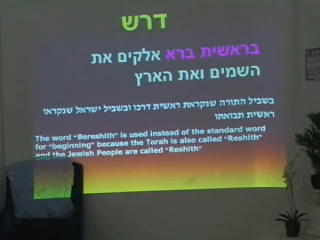 דרש
בראשית ברא אלקים את
השמים ואת הארץ
בשביל התורה שנקראת ראשית דרכו ובשביל ישראל שנקראו
ראשית תבואתו
The word “Bereshith” is used instead of the standard word
for “beginning” because the Torah is also called “Reshith”
and the Jewish People are called “Reshith”